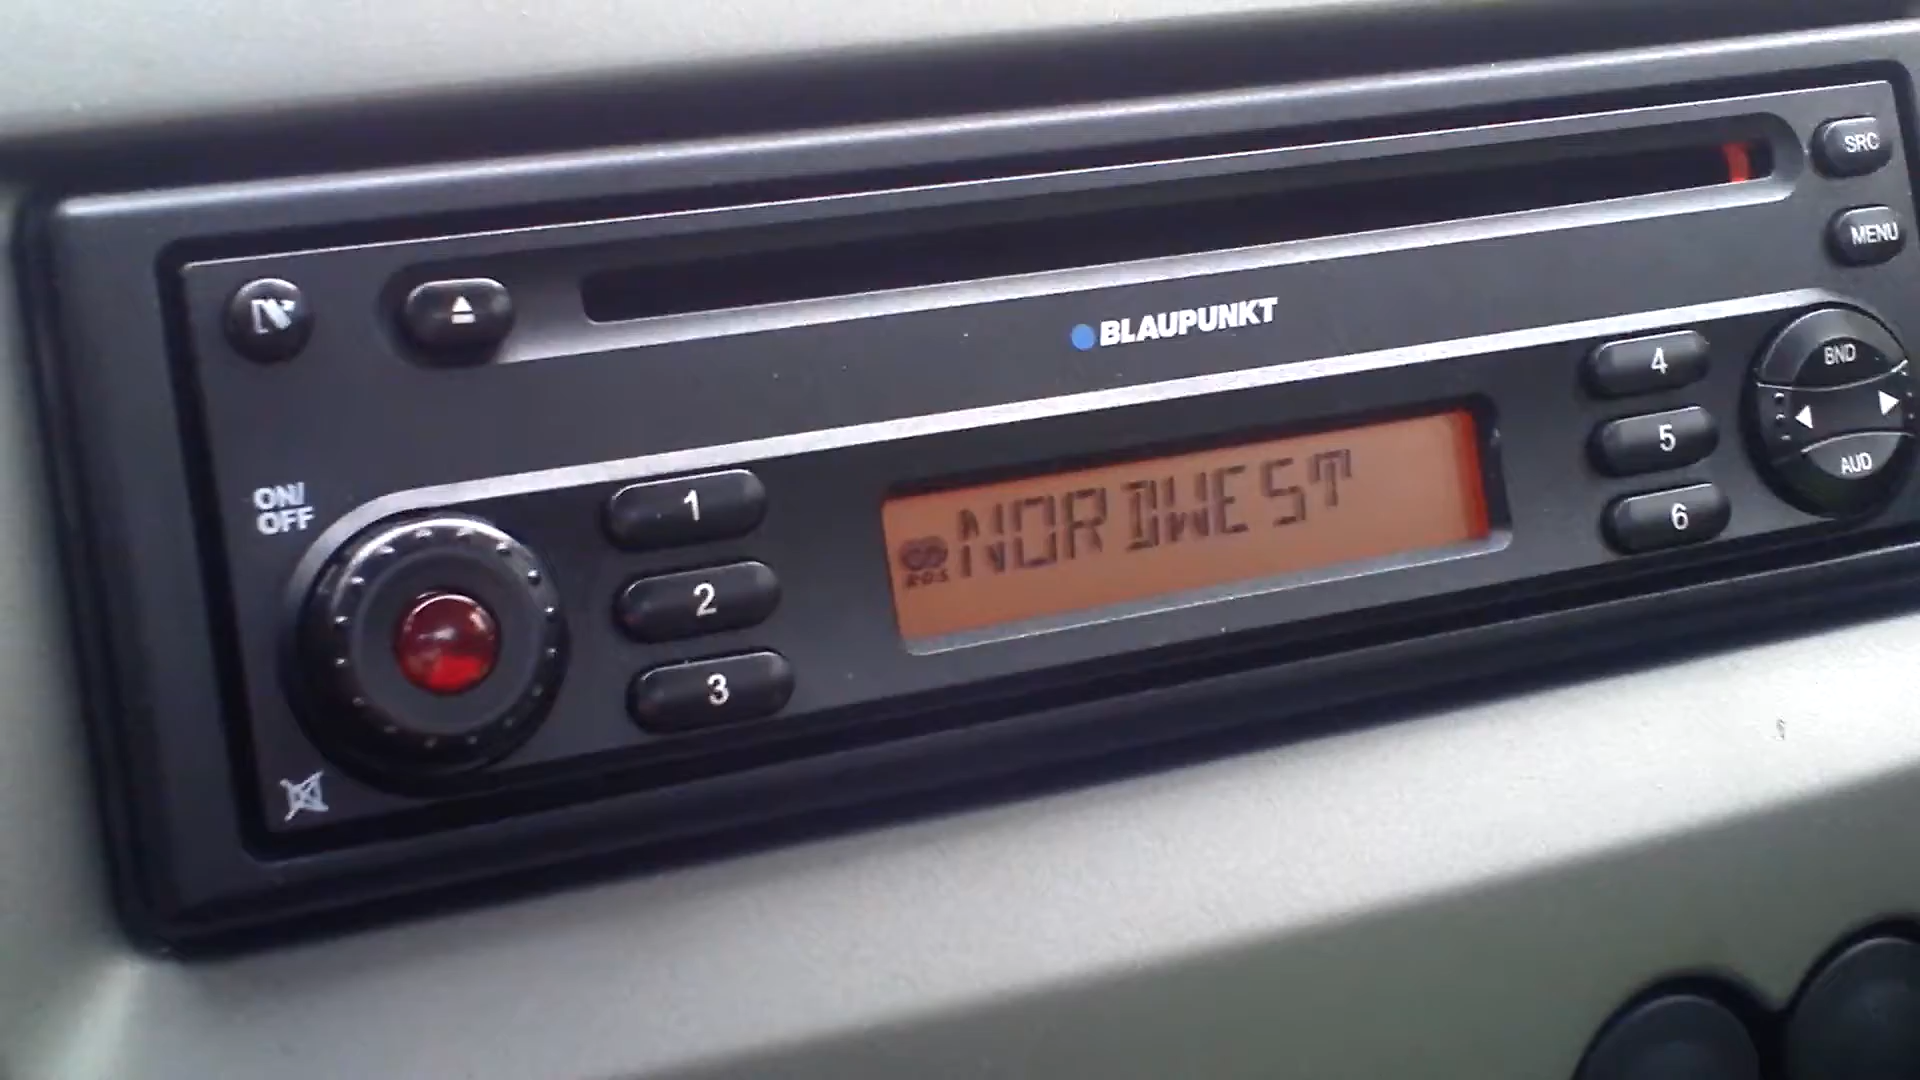 SRC
MENU
BLAUPUNKT
BND
AUD
ON/
OFF
1
2
3
4
5
6
R·D·S
NORDWEST